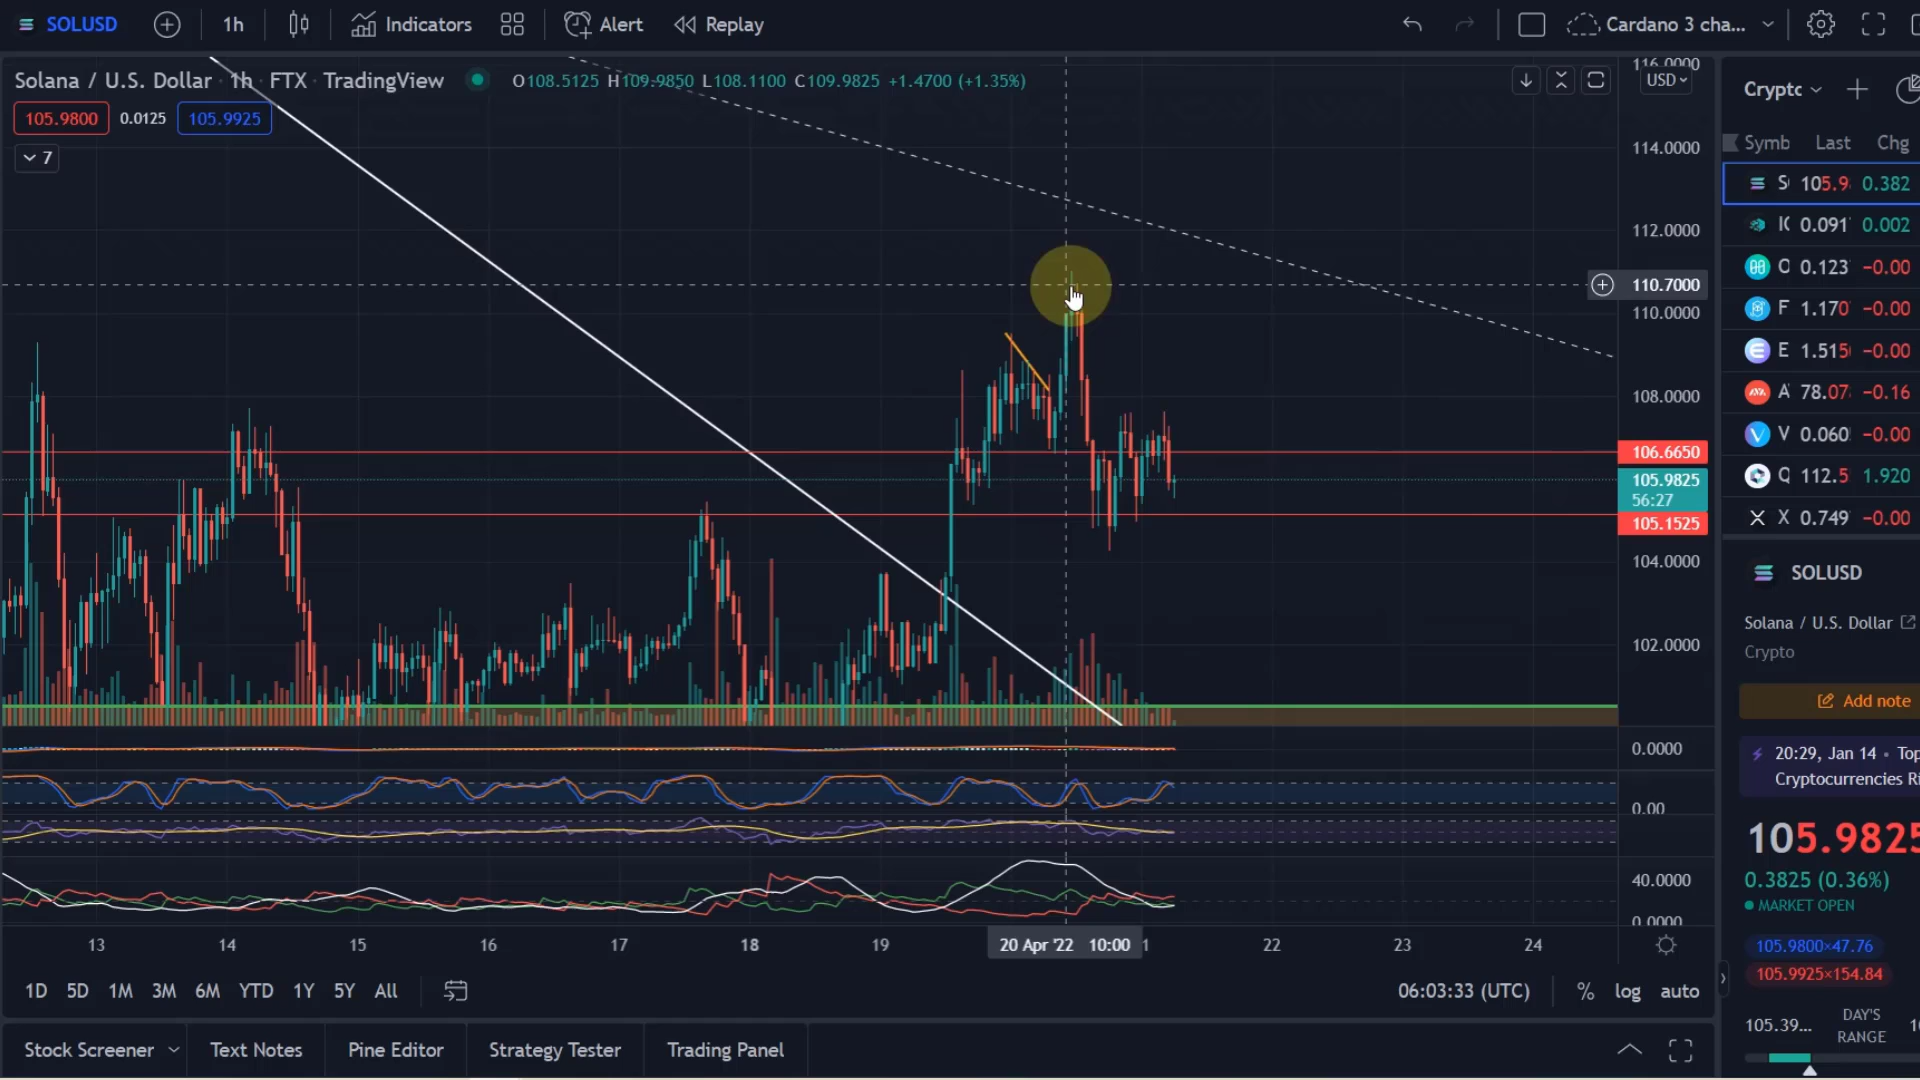 SOLUSD 1h Indicators Alert Replay Cardano 3 cha...
Solana / U.S. Dollar · 1h · FTX · TradingView O108.5125 H109.9850 L108.1100 C109.9825 +1.4700 (+1.35%)
105.9800 0.0125 105.9925
7
116.0000
USD
114.0000
112.0000
110.7000
110.0000
108.0000
106.6650
105.9825
56:27
105.1525
104.0000
102.0000
0.0000
0.00
40.0000
0.0000
13 14 15 16 17 18 19 20 Apr '22 10:00 1 22 23 24
1D 5D 1M 3M 6M YTD 1Y 5Y All 06:03:33 (UTC) % log auto
Stock Screener Text Notes Pine Editor Strategy Tester Trading Panel
Crypto
Symb Last Chg
S 105.9 0.382
0.091 0.002
O 0.123 −0.00
F 1.170 −0.00
E 1.515 −0.00
A 78.07 −0.16
V 0.060 −0.00
Q 112.5 1.920
X 0.749 −0.00
SOLUSD
Solana / U.S. Dollar
Crypto
Add note
20:29, Jan 14 • Top
Cryptocurrencies Ri
105.9825
0.3825 (0.36%)
MARKET OPEN
105.9800×47.76
105.9925×154.84
105.39... DAY'S
RANGE